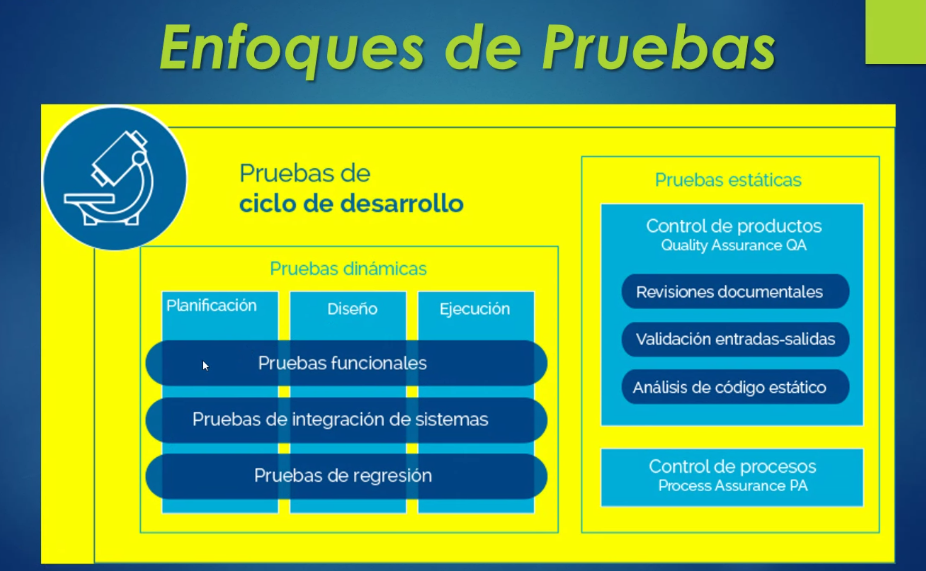 Enfoques de Pruebas
Pruebas de
ciclo de desarrollo
Pruebas dinámicas
Planificación
Diseño
Ejecución
Pruebas funcionales
Pruebas de integración de sistemas
Pruebas de regresión
Pruebas estáticas
Control de productos
Quality Assurance QA
Revisiones documentales
Validación entradas-salidas
Análisis de código estático
Control de procesos
Process Assurance PA